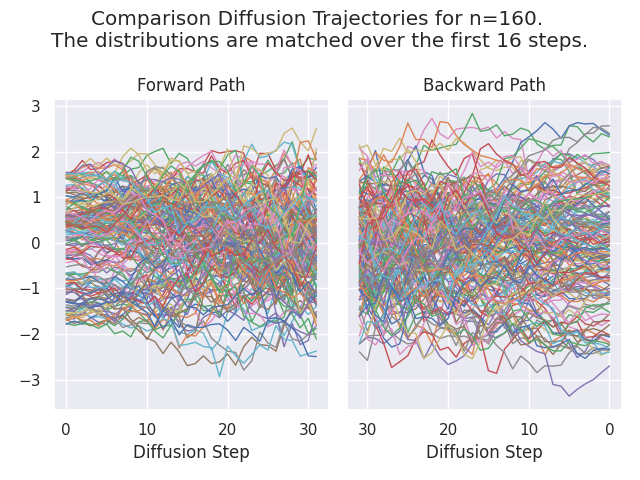 Comparison Diffusion Trajectories for n=160.
The distributions are matched over the first 16 steps.
Forward Path
Backward Path
3
2
1
0
−1
−2
−3
0 10 20 30
30 20 10 0
Diffusion Step
Diffusion Step